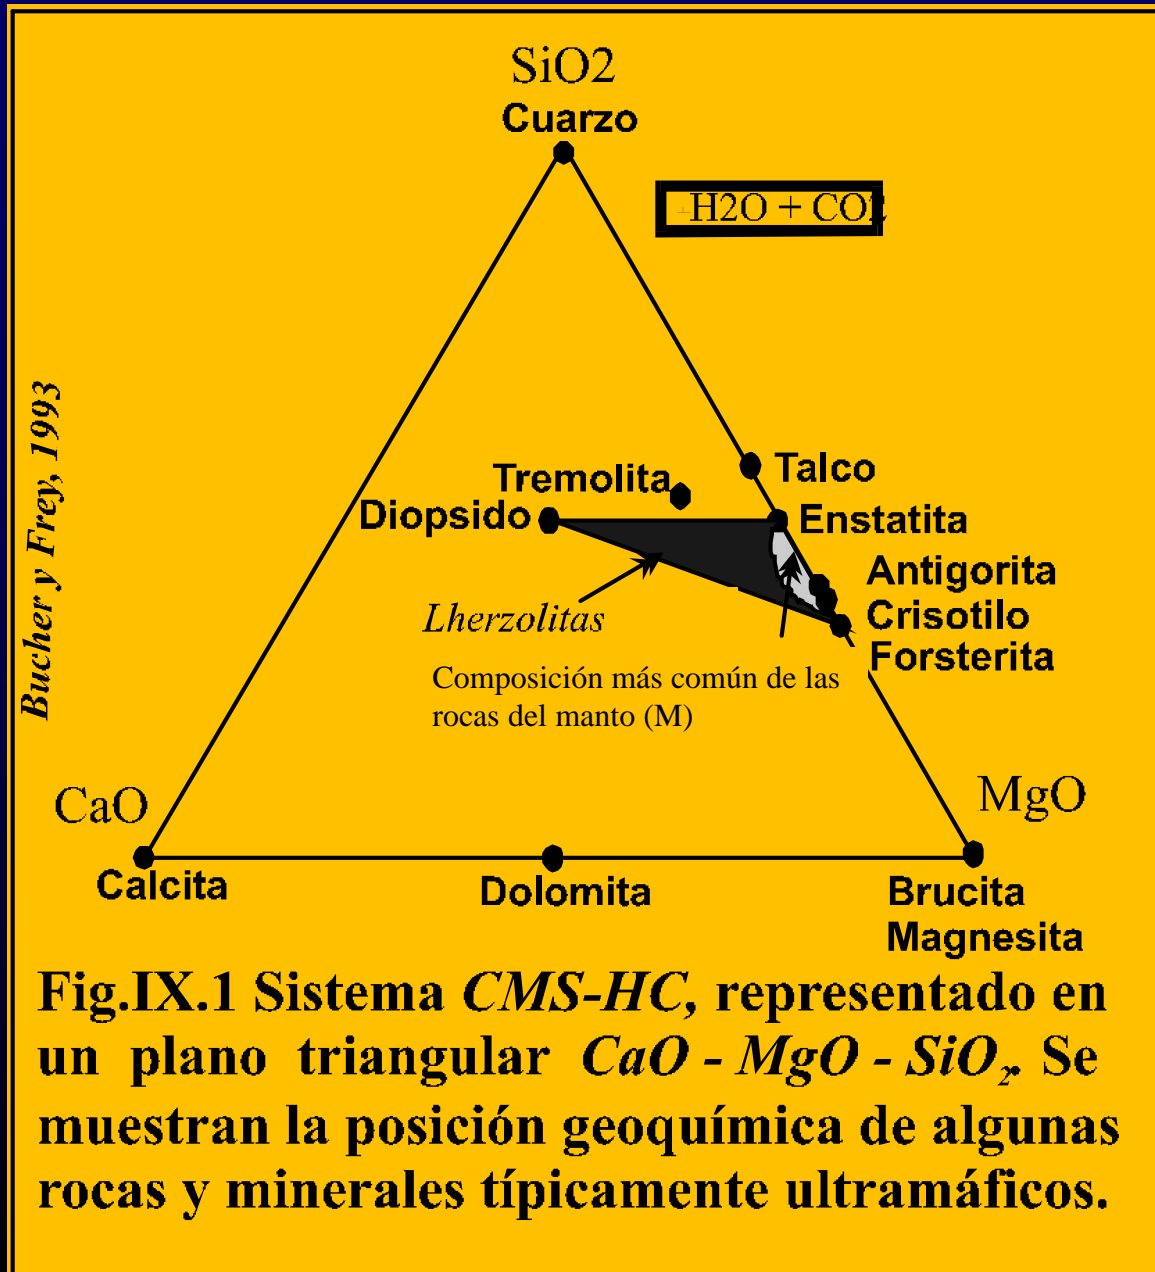 SiO2
Cuarzo
+H2O + CO2
Bucher y Frey, 1993
Talco
Tremolita
Diopsido
Enstatita
Antigorita
Crisotilo
Forsterita
Lherzolitas
Composición más común de las
rocas del manto (M)
CaO
MgO
Calcita
Dolomita
Brucita
Magnesita
Fig.IX.1 Sistema CMS-HC, representado en
un plano triangular CaO - MgO - SiO₂. Se
muestran la posición geoquímica de algunas
rocas y minerales típicamente ultramáficos.